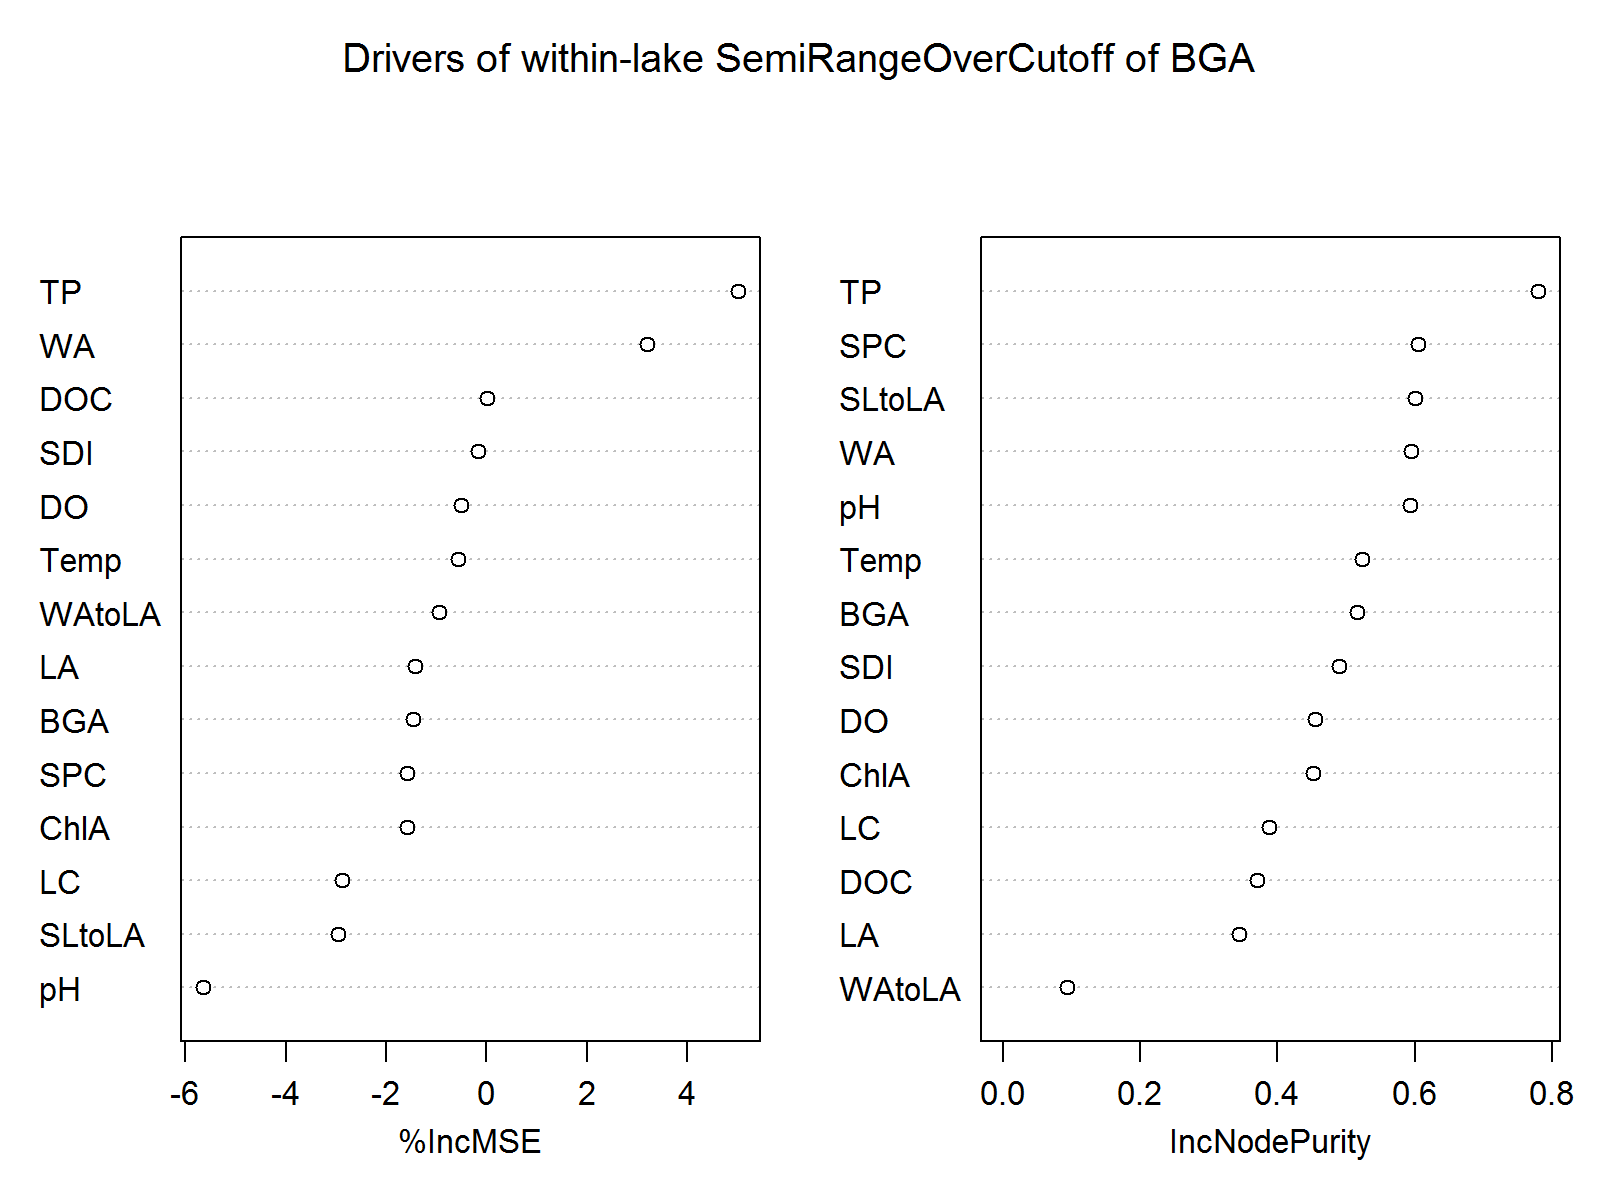 Drivers of within-lake SemiRangeOverCutoff of BGA
TP
WA
DOC
SDI
DO
Temp
WAtoLA
LA
BGA
SPC
ChlA
LC
SLtoLA
pH
-6 -4 -2 0 2 4
%IncMSE
TP
SPC
SLtoLA
WA
pH
Temp
BGA
SDI
DO
ChlA
LC
DOC
LA
WAtoLA
0.0 0.2 0.4 0.6 0.8
IncNodePurity